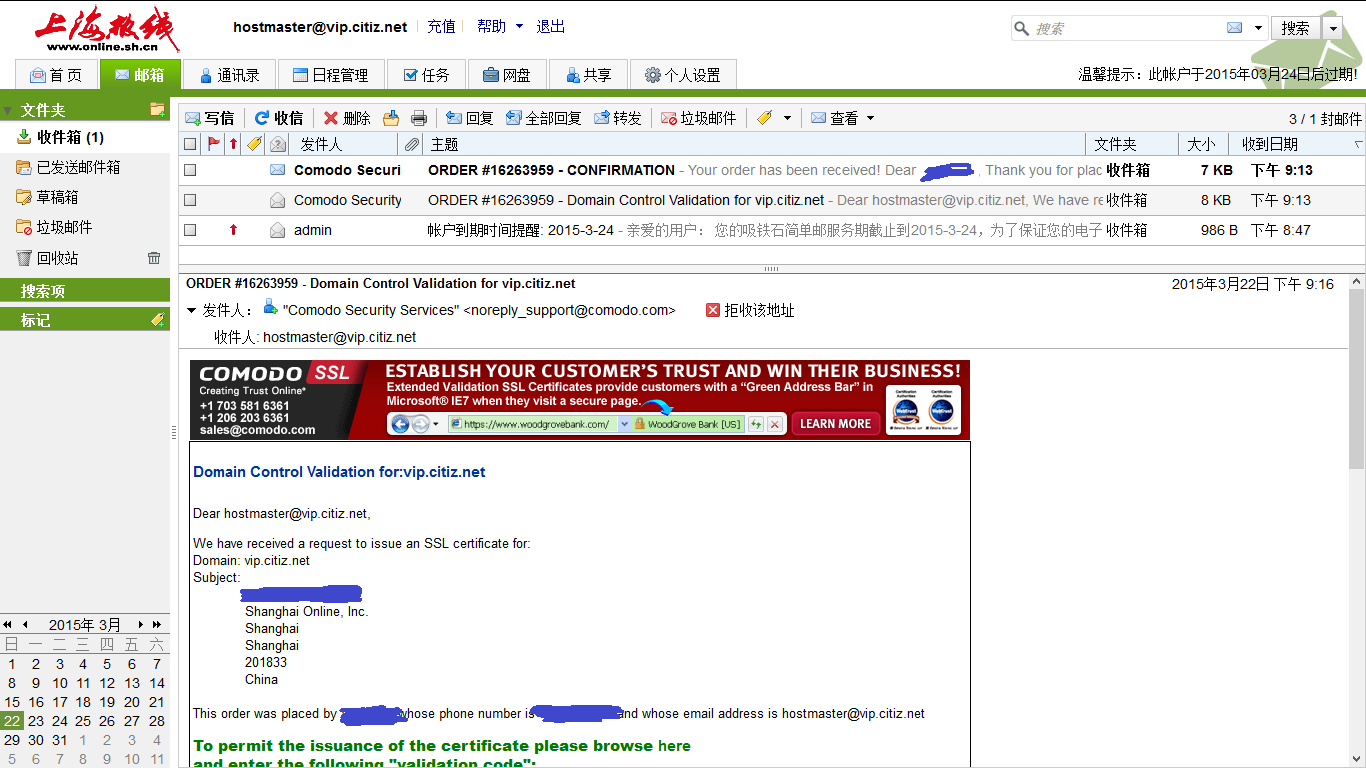 上海热线
www.online.sh.cn
hostmaster@vip.citiz.net 充值 帮助 退出
搜索 搜索
首页 邮箱 通讯录 日程管理 任务 网盘 共享 个人设置
温馨提示：此帐户于2015年03月24日后过期!
文件夹
收件箱 (1)
已发送邮件箱
草稿箱
垃圾邮件
回收站
搜索项
标记
2015年 3月
日 一 二 三 四 五 六
1 2 3 4 5 6 7
8 9 10 11 12 13 14
15 16 17 18 19 20 21
22 23 24 25 26 27 28
29 30 31 1 2 3 4
5 6 7 8 9 10 11
写信 收信 删除 回复 全部回复 转发 垃圾邮件 查看 3 / 1 封邮件
发件人 主题 文件夹 大小 收到日期
Comodo Securi ORDER #16263959 - CONFIRMATION - Your order has been received! Dear , Thank you for plac 收件箱 7 KB 下午 9:13
Comodo Security ORDER #16263959 - Domain Control Validation for vip.citiz.net - Dear hostmaster@vip.citiz.net, We have re 收件箱 8 KB 下午 9:13
admin 帐户到期时间提醒: 2015-3-24 - 亲爱的用户： 您的吸铁石简单邮服务期截止到2015-3-24，为了保证您的电子 收件箱 986 B 下午 8:47
ORDER #16263959 - Domain Control Validation for vip.citiz.net 2015年3月22日 下午 9:16
发件人： "Comodo Security Services" <noreply_support@comodo.com> 拒收该地址
收件人: hostmaster@vip.citiz.net
COMODO SSL
Creating Trust Online*
+1 703 581 6361
+1 206 203 6361
sales@comodo.com
ESTABLISH YOUR CUSTOMER'S TRUST AND WIN THEIR BUSINESS!
Extended Validation SSL Certificates provide customers with a “Green Address Bar” in
Microsoft® IE7 when they visit a secure page.
https://www.woodgrovebank.com/ WoodGrove Bank [US]
LEARN MORE
Domain Control Validation for:vip.citiz.net
Dear hostmaster@vip.citiz.net,
We have received a request to issue an SSL certificate for:
Domain: vip.citiz.net
Subject:
Shanghai Online, Inc.
Shanghai
Shanghai
201833
China
This order was placed by whose phone number is and whose email address is hostmaster@vip.citiz.net
To permit the issuance of the certificate please browse here
and enter the following "validation code":